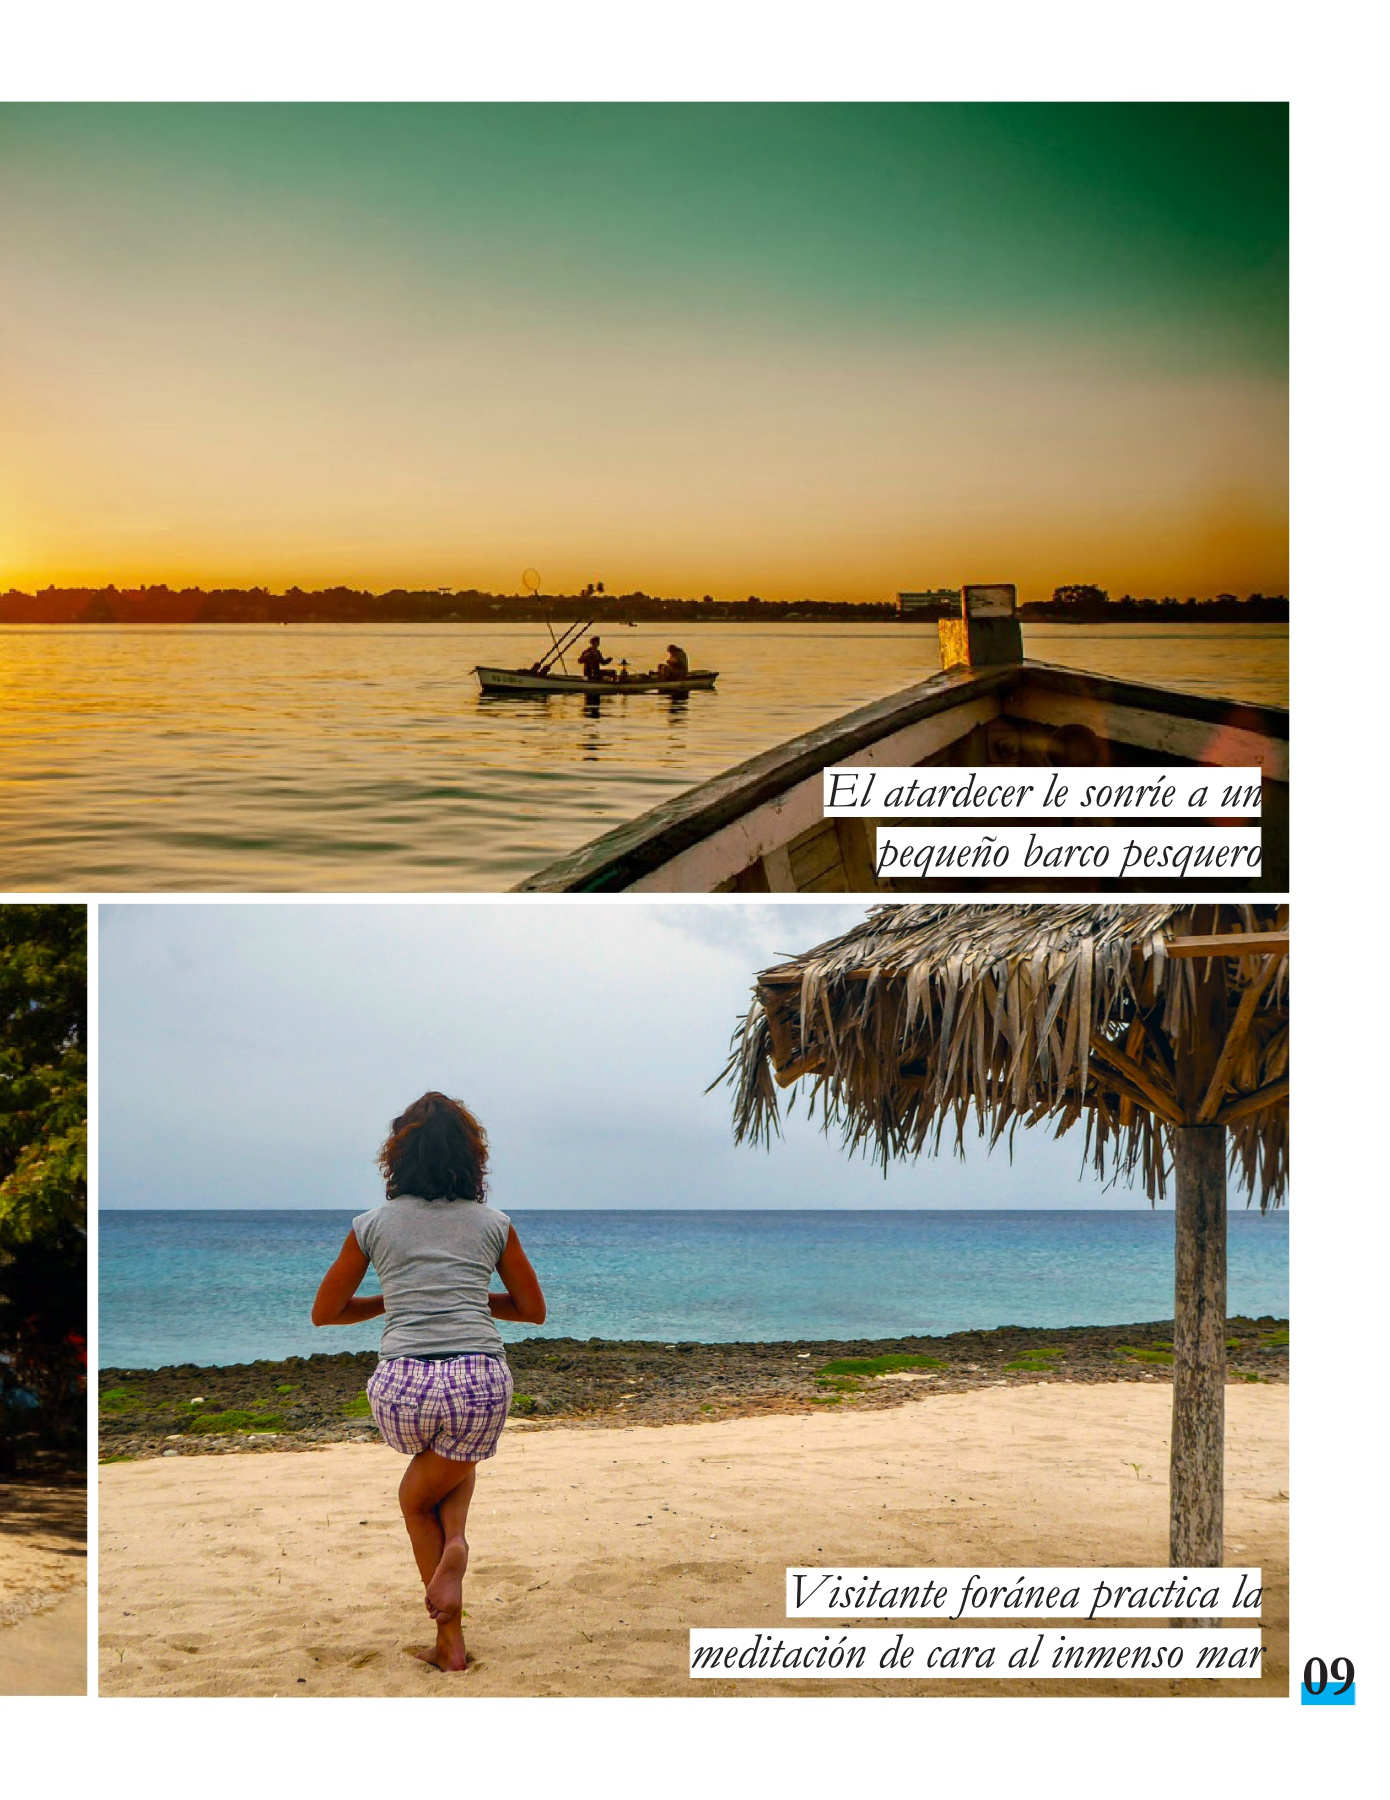 El atardecer le sonríe a un
pequeño barco pesquero
Visitante foránea practica la
meditación de cara al inmenso mar
09